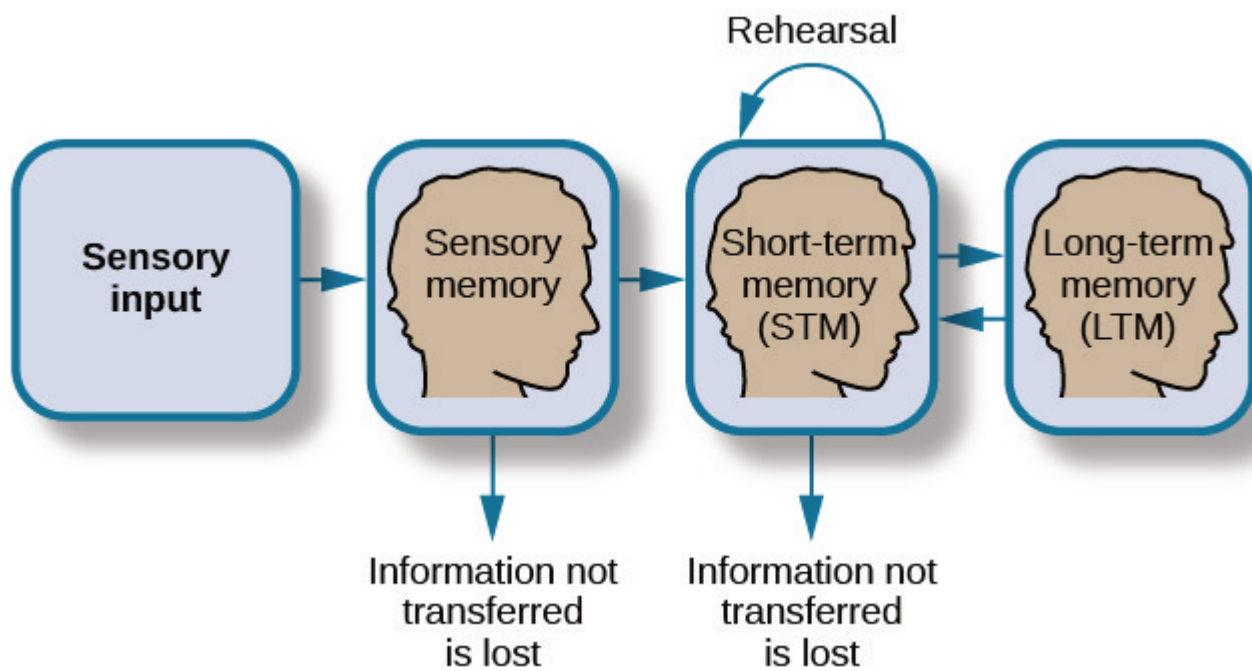 Rehearsal
Sensory
input
Sensory
memory
Short-term
memory
(STM)
Long-term
memory
(LTM)
Information not
transferred
is lost
Information not
transferred
is lost